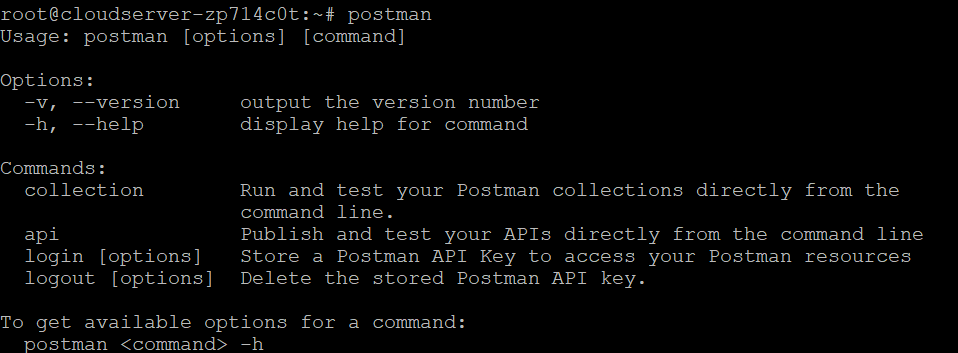 root@cloudserver-zp714c0t:~# postman
Usage: postman [options] [command]

Options:
  -v, --version     output the version number
  -h, --help        display help for command

Commands:
  collection        Run and test your Postman collections directly from the
                    command line.
  api               Publish and test your APIs directly from the command line
  login [options]   Store a Postman API Key to access your Postman resources
  logout [options]  Delete the stored Postman API key.

To get available options for a command:
  postman <command> -h